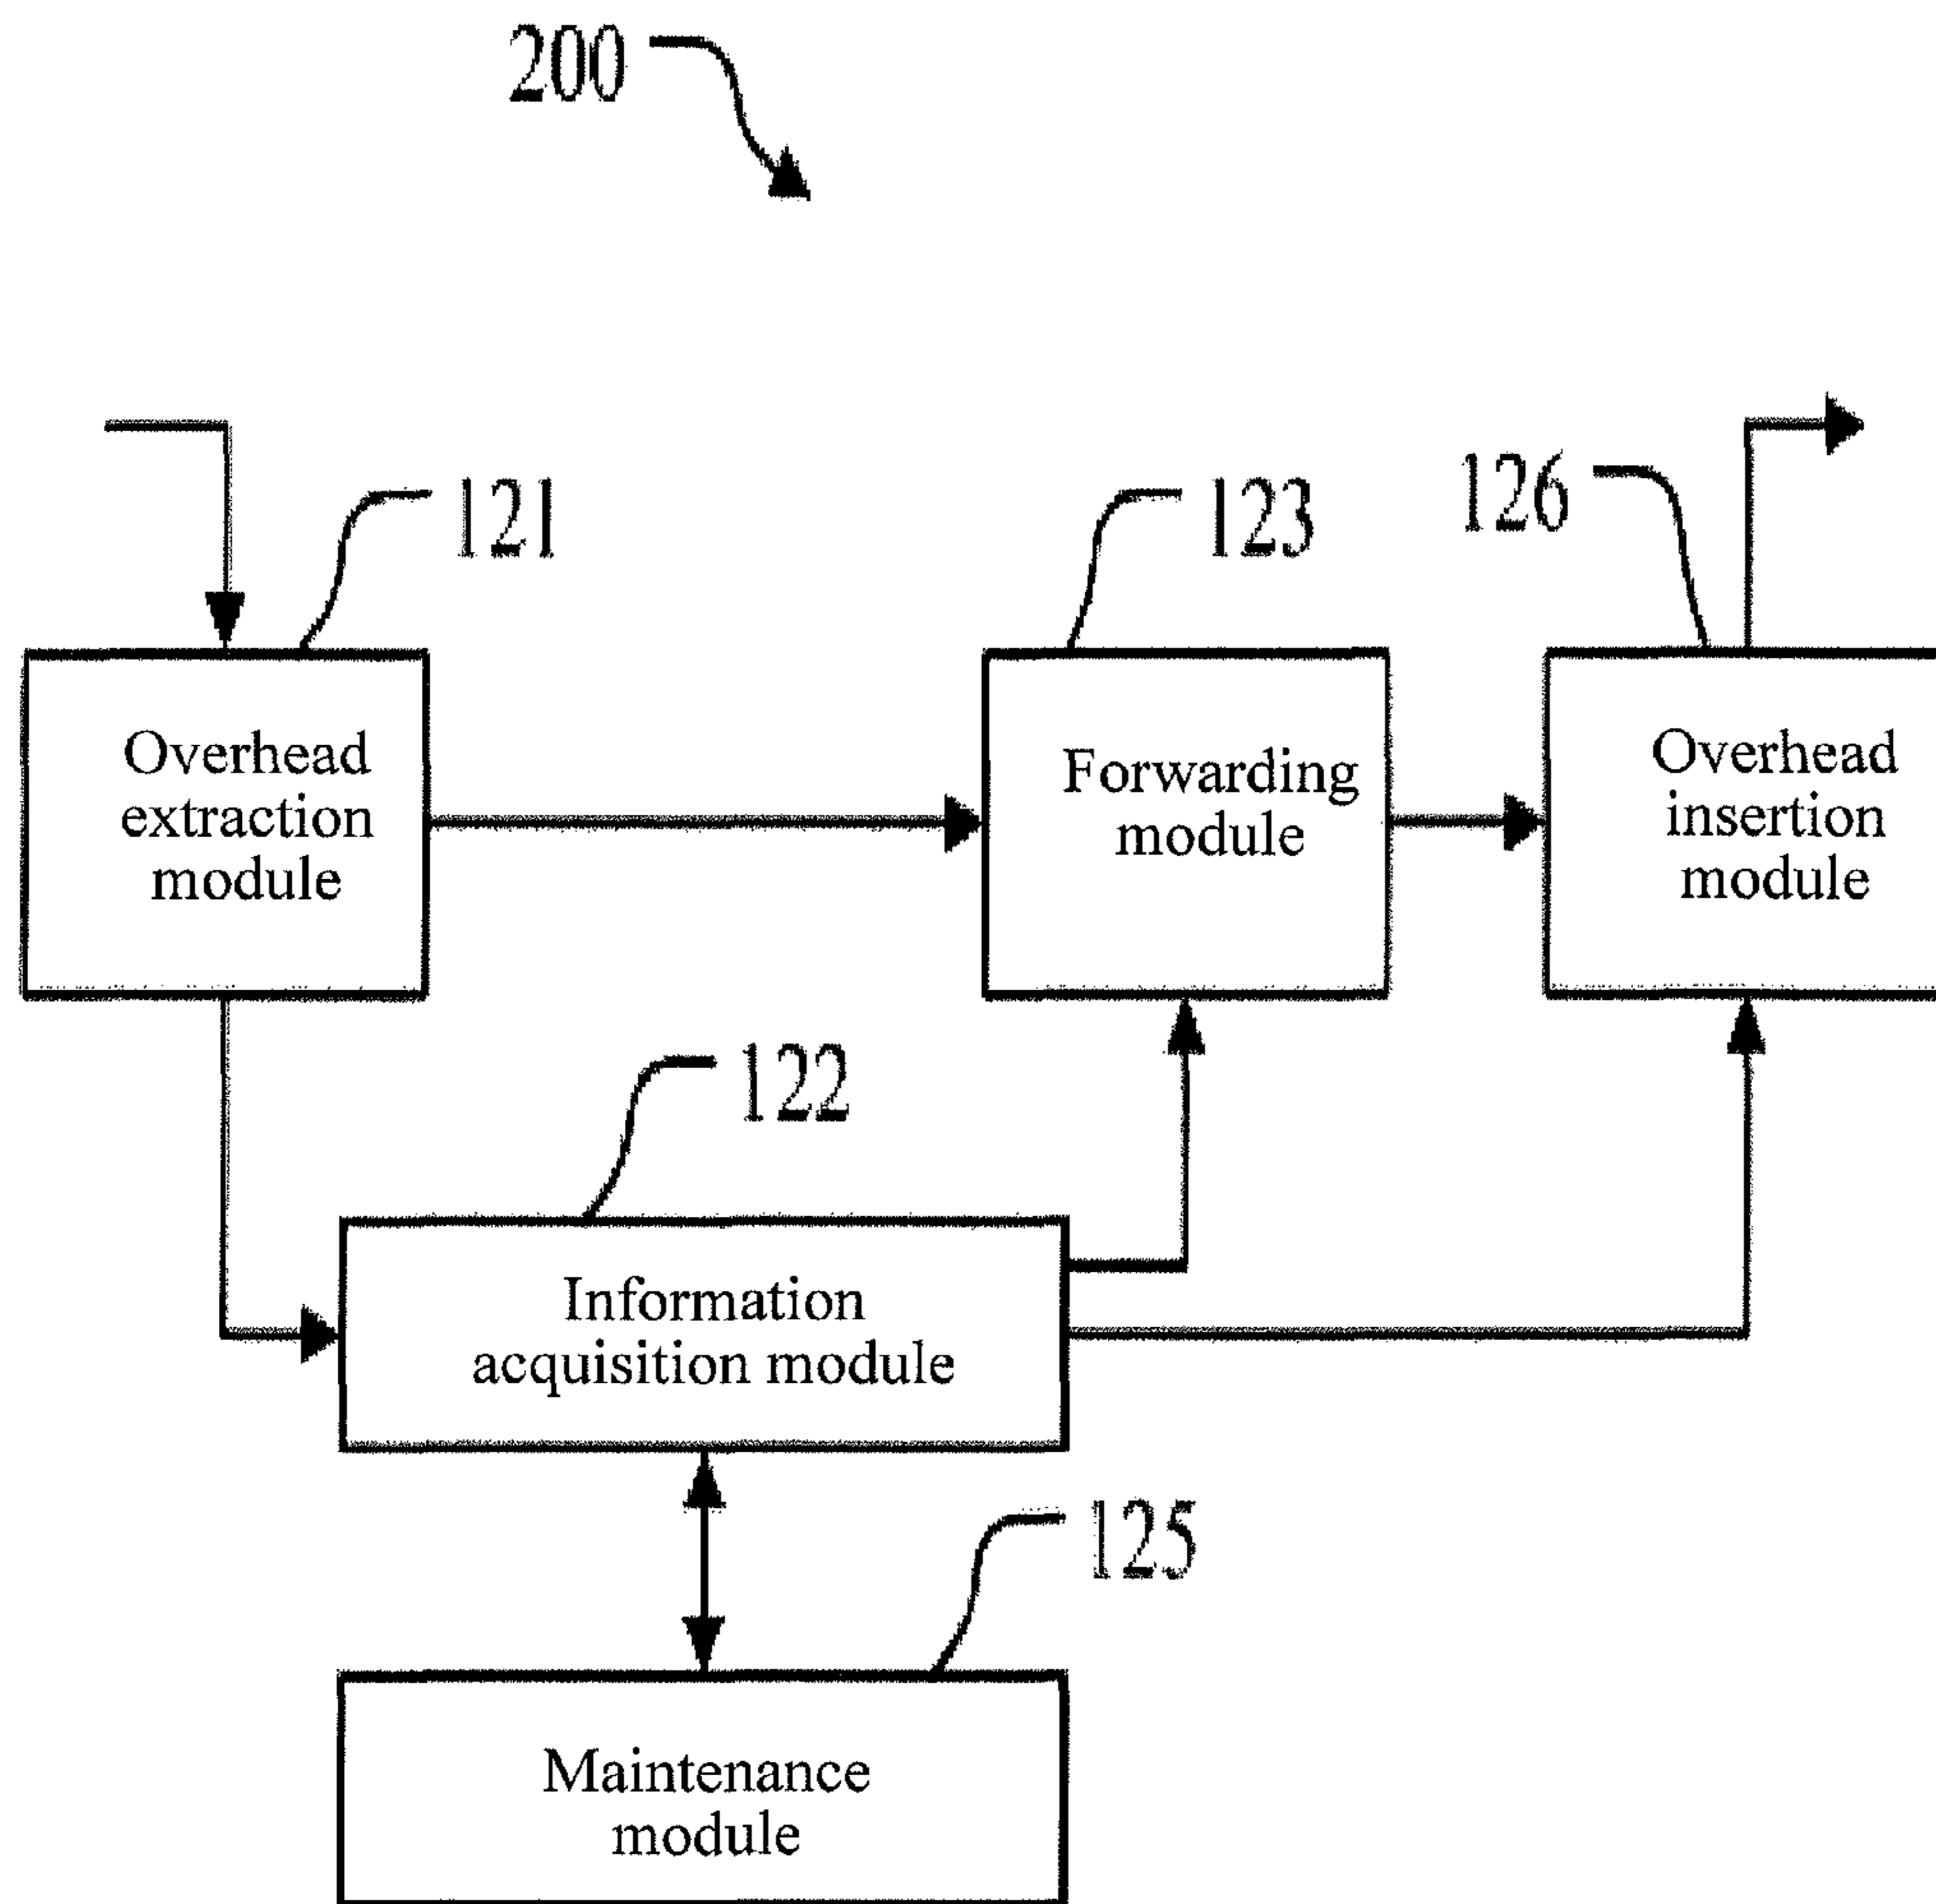 200
121
123
126
Overhead
extraction
module
Forwarding
module
Overhead
insertion
module
122
Information
acquisition module
125
Maintenance
module